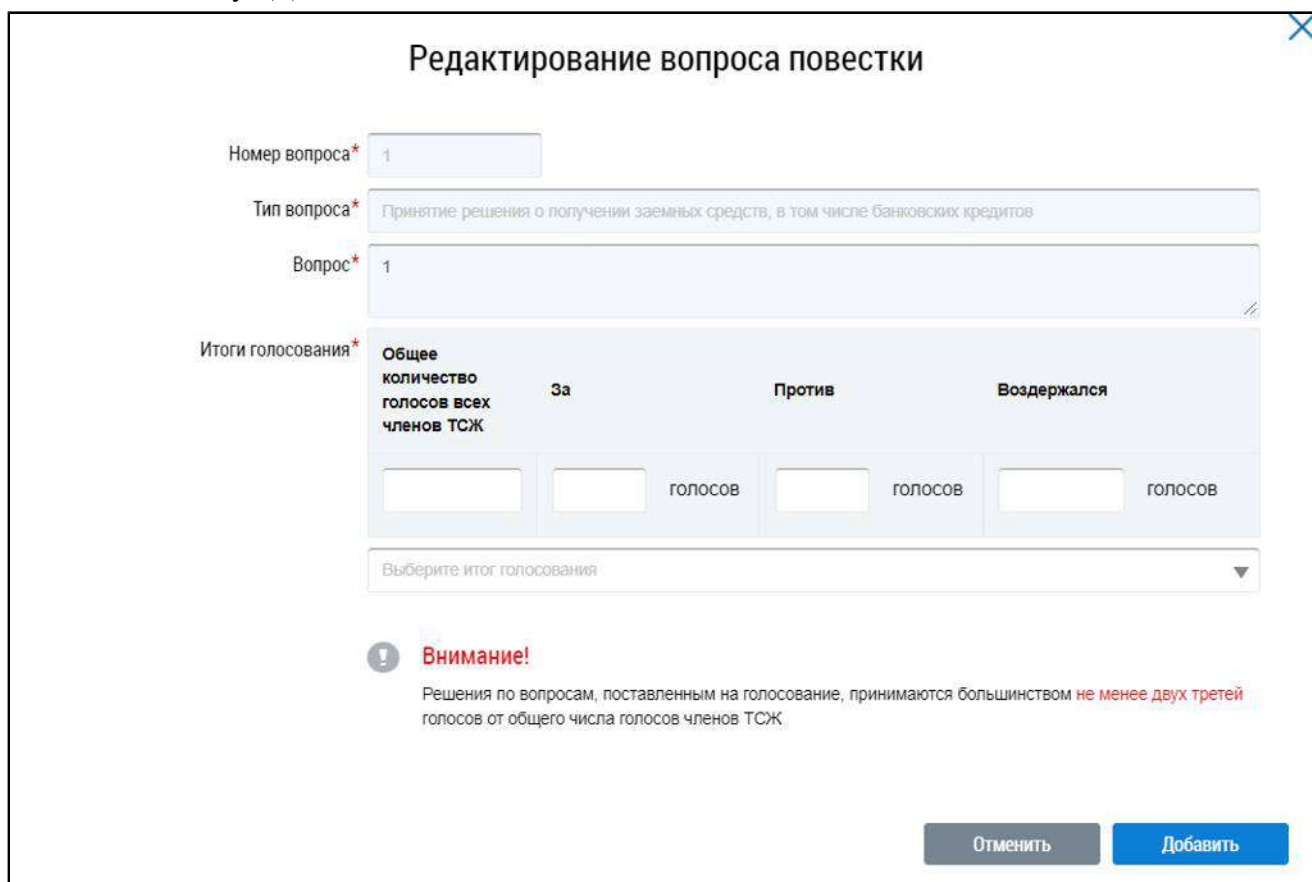 Редактирование вопроса повестки
Номер вопроса* 1
Тип вопроса* Принятие решения о получении заемных средств, в том числе банковских кредитов
Вопрос* 1
Итоги голосования*
Общее количество голосов всех членов ТСЖ За Против Воздержался
голосов голосов голосов
Выберите итог голосования
Внимание!
Решения по вопросам, поставленным на голосование, принимаются большинством не менее двух третей
голосов от общего числа голосов членов ТСЖ
Отменить Добавить